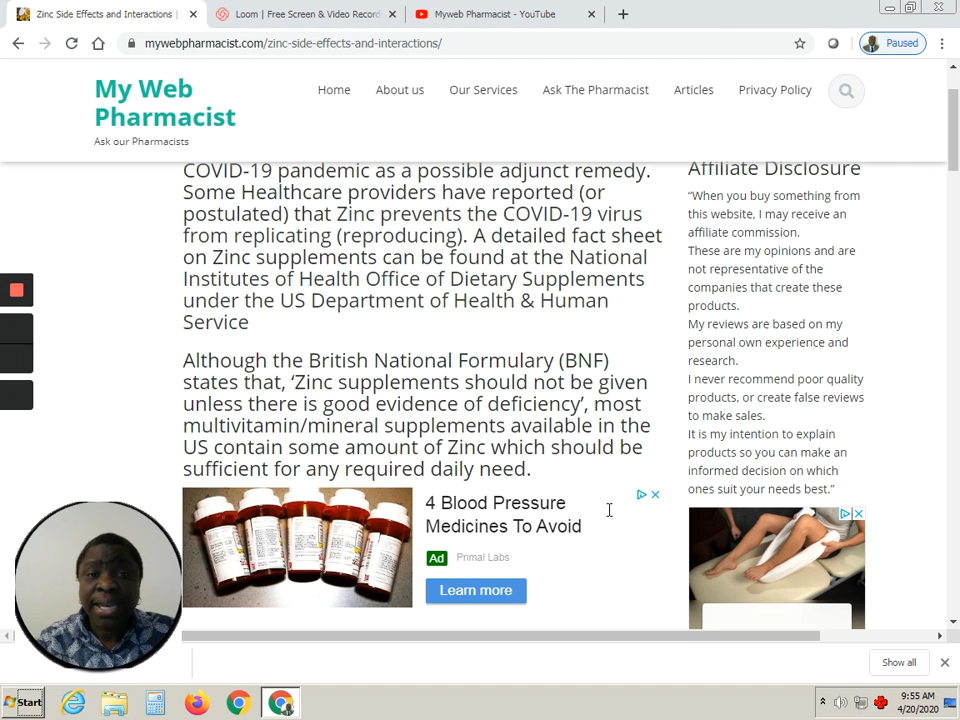 Zinc Side Effects and Interactions |
Loom | Free Screen & Video Record
Myweb Pharmacist - YouTube
mywebpharmacist.com/zinc-side-effects-and-interactions/
Paused
My Web
Pharmacist
Ask our Pharmacists
Home
About us
Our Services
Ask The Pharmacist
Articles
Privacy Policy
COVID-19 pandemic as a possible adjunct remedy.
Some Healthcare providers have reported (or
postulated) that Zinc prevents the COVID-19 virus
from replicating (reproducing). A detailed fact sheet
on Zinc supplements can be found at the National
Institutes of Health Office of Dietary Supplements
under the US Department of Health & Human
Service
Although the British National Formulary (BNF)
states that, ‘Zinc supplements should not be given
unless there is good evidence of deficiency’, most
multivitamin/mineral supplements available in the
US contain some amount of Zinc which should be
sufficient for any required daily need.
4 Blood Pressure
Medicines To Avoid
Ad Primal Labs
Learn more
Affiliate Disclosure
“When you buy something from
this website, I may receive an
affiliate commission.
These are my opinions and are
not representative of the
companies that create these
products.
My reviews are based on my
personal own experience and
research.
I never recommend poor quality
products, or create false reviews
to make sales.
It is my intention to explain
products so you can make an
informed decision on which
ones suit your needs best.”
Show all
Start
9:55 AM
4/20/2020